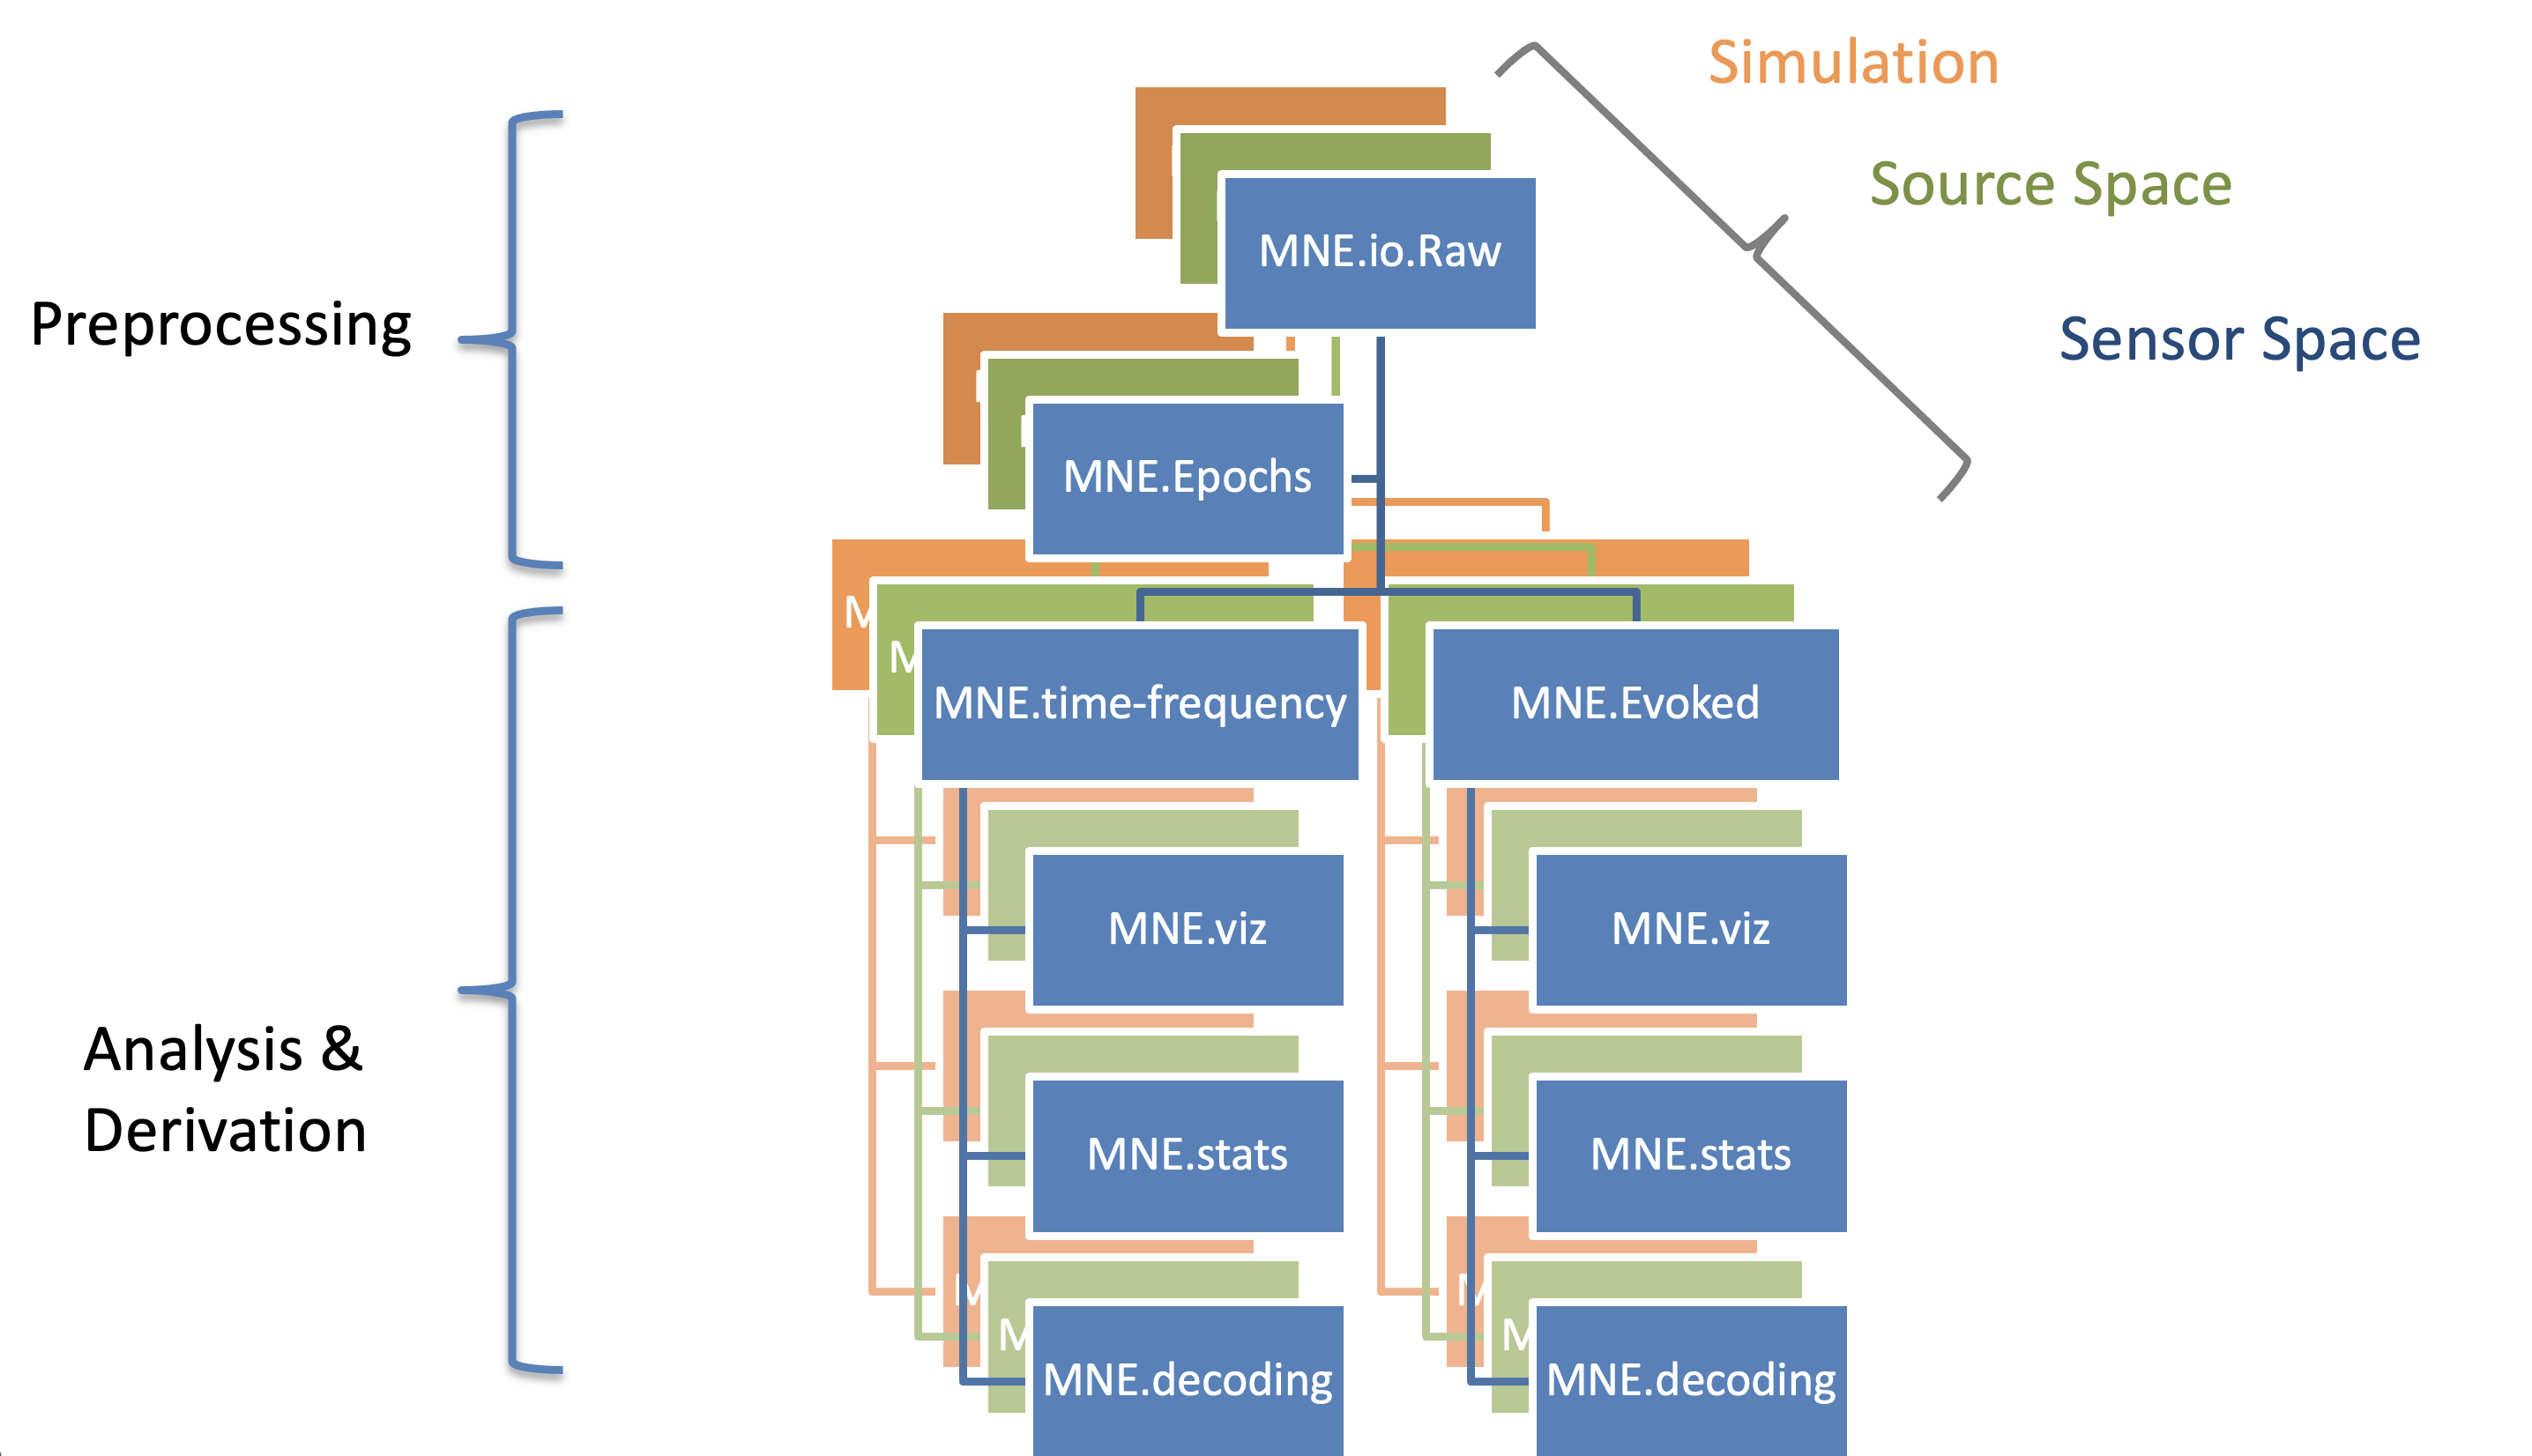 Simulation
Source Space
Sensor Space
Preprocessing
MNE.io.Raw
MNE.Epochs
MNE.time-frequency
MNE.Evoked
Analysis &
Derivation
MNE.viz
MNE.viz
MNE.stats
MNE.stats
MNE.decoding
MNE.decoding